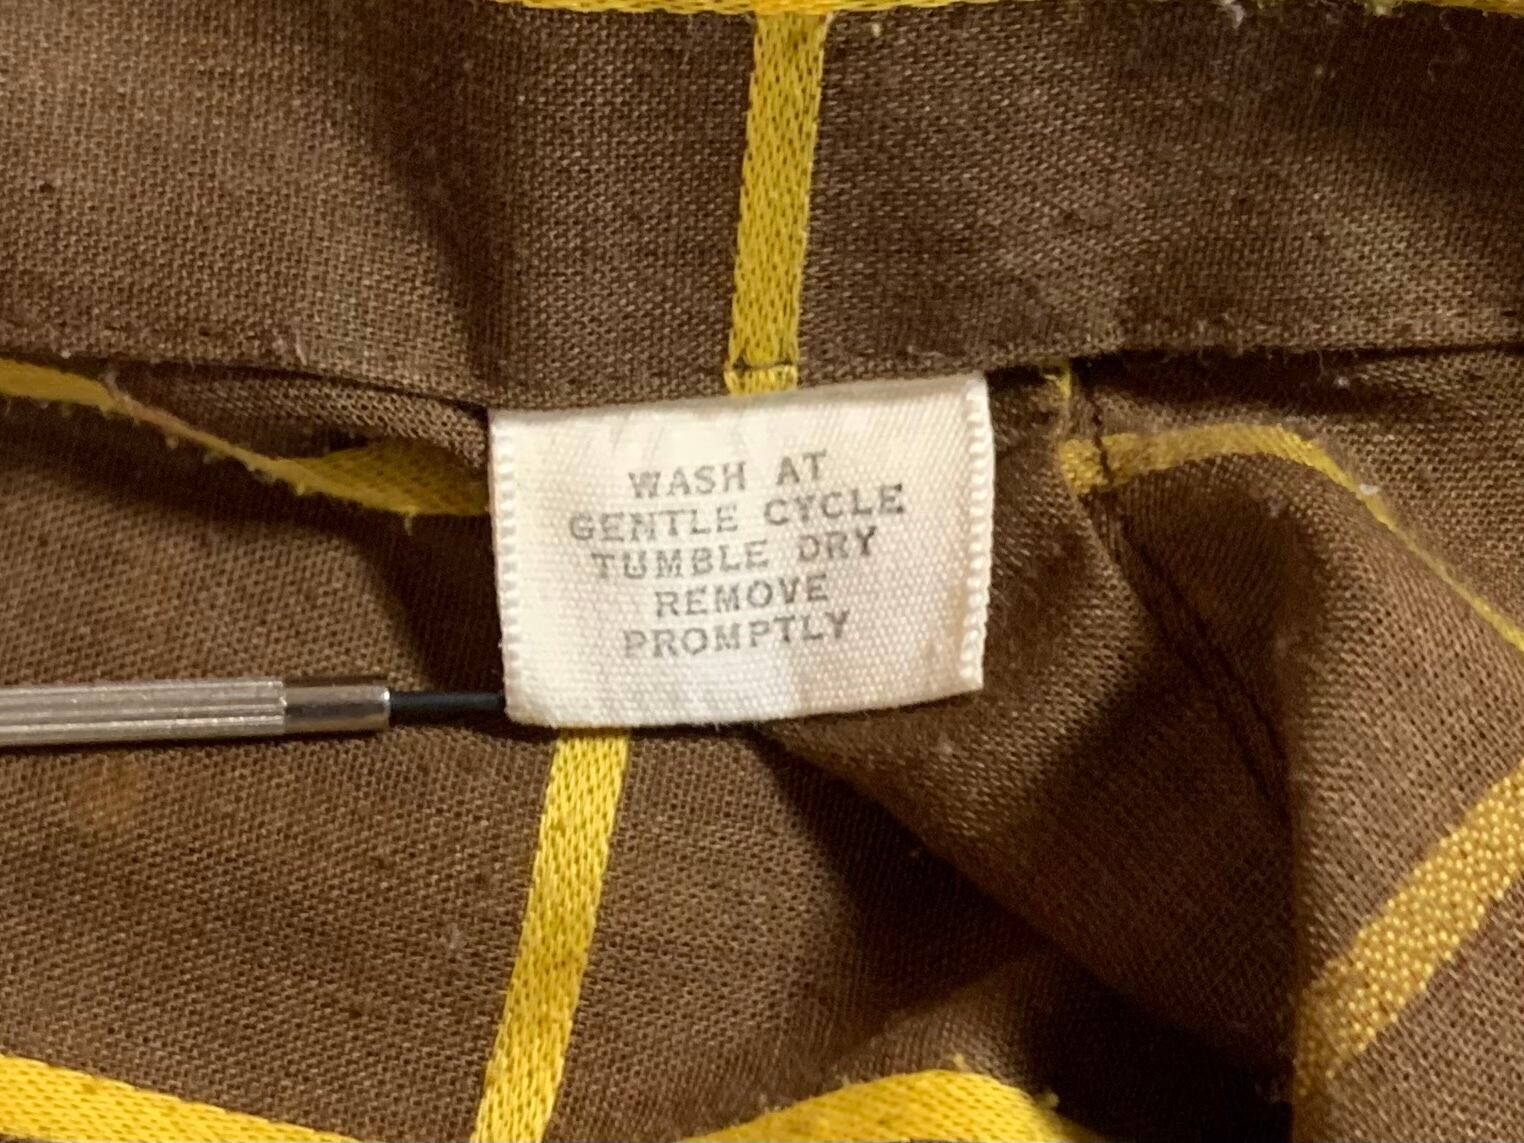 WASH AT
GENTLE CYCLE
TUMBLE DRY
REMOVE
PROMPTLY